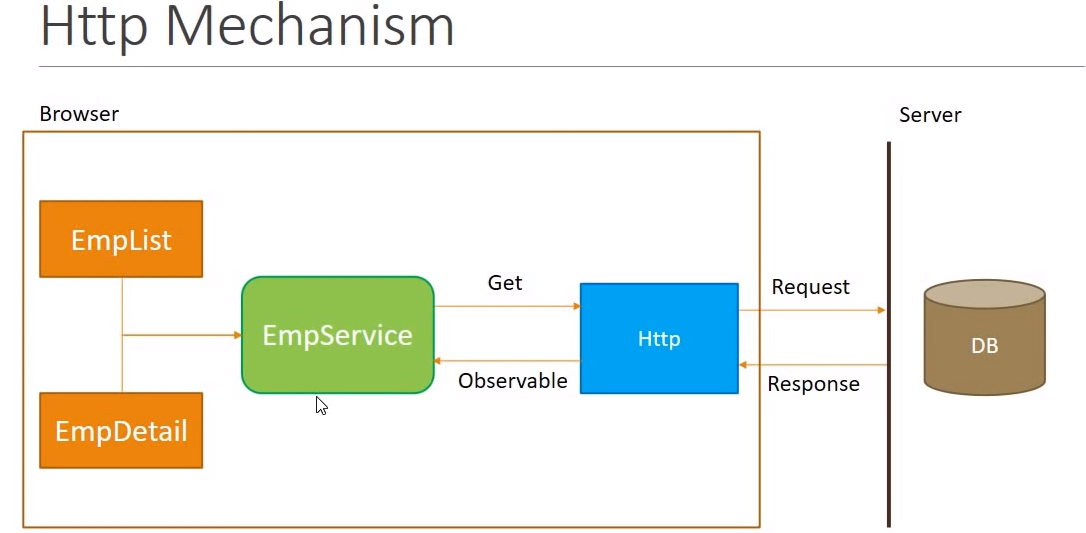 Http Mechanism
Browser
Server
EmpList
EmpService
Get
Observable
Http
Request
Response
DB
EmpDetail